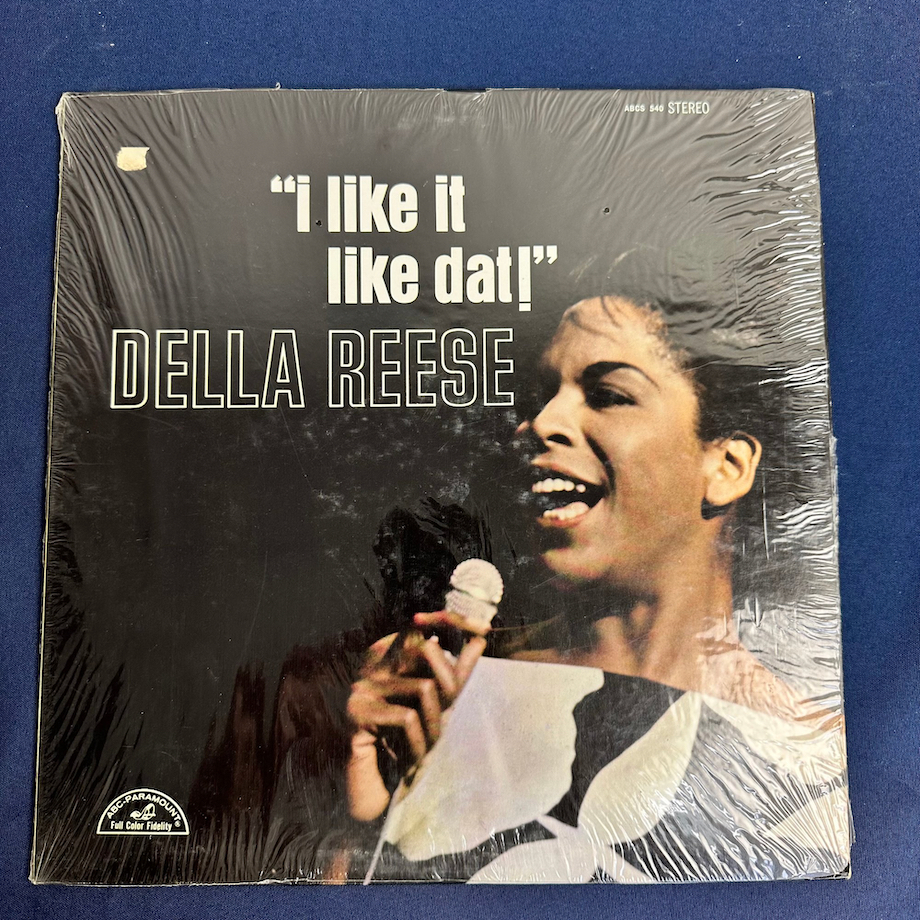 ABCS 540 STEREO
“i like it
like dat!”
DELLA REESE
ABC-PARAMOUNT®
Full Color Fidelity